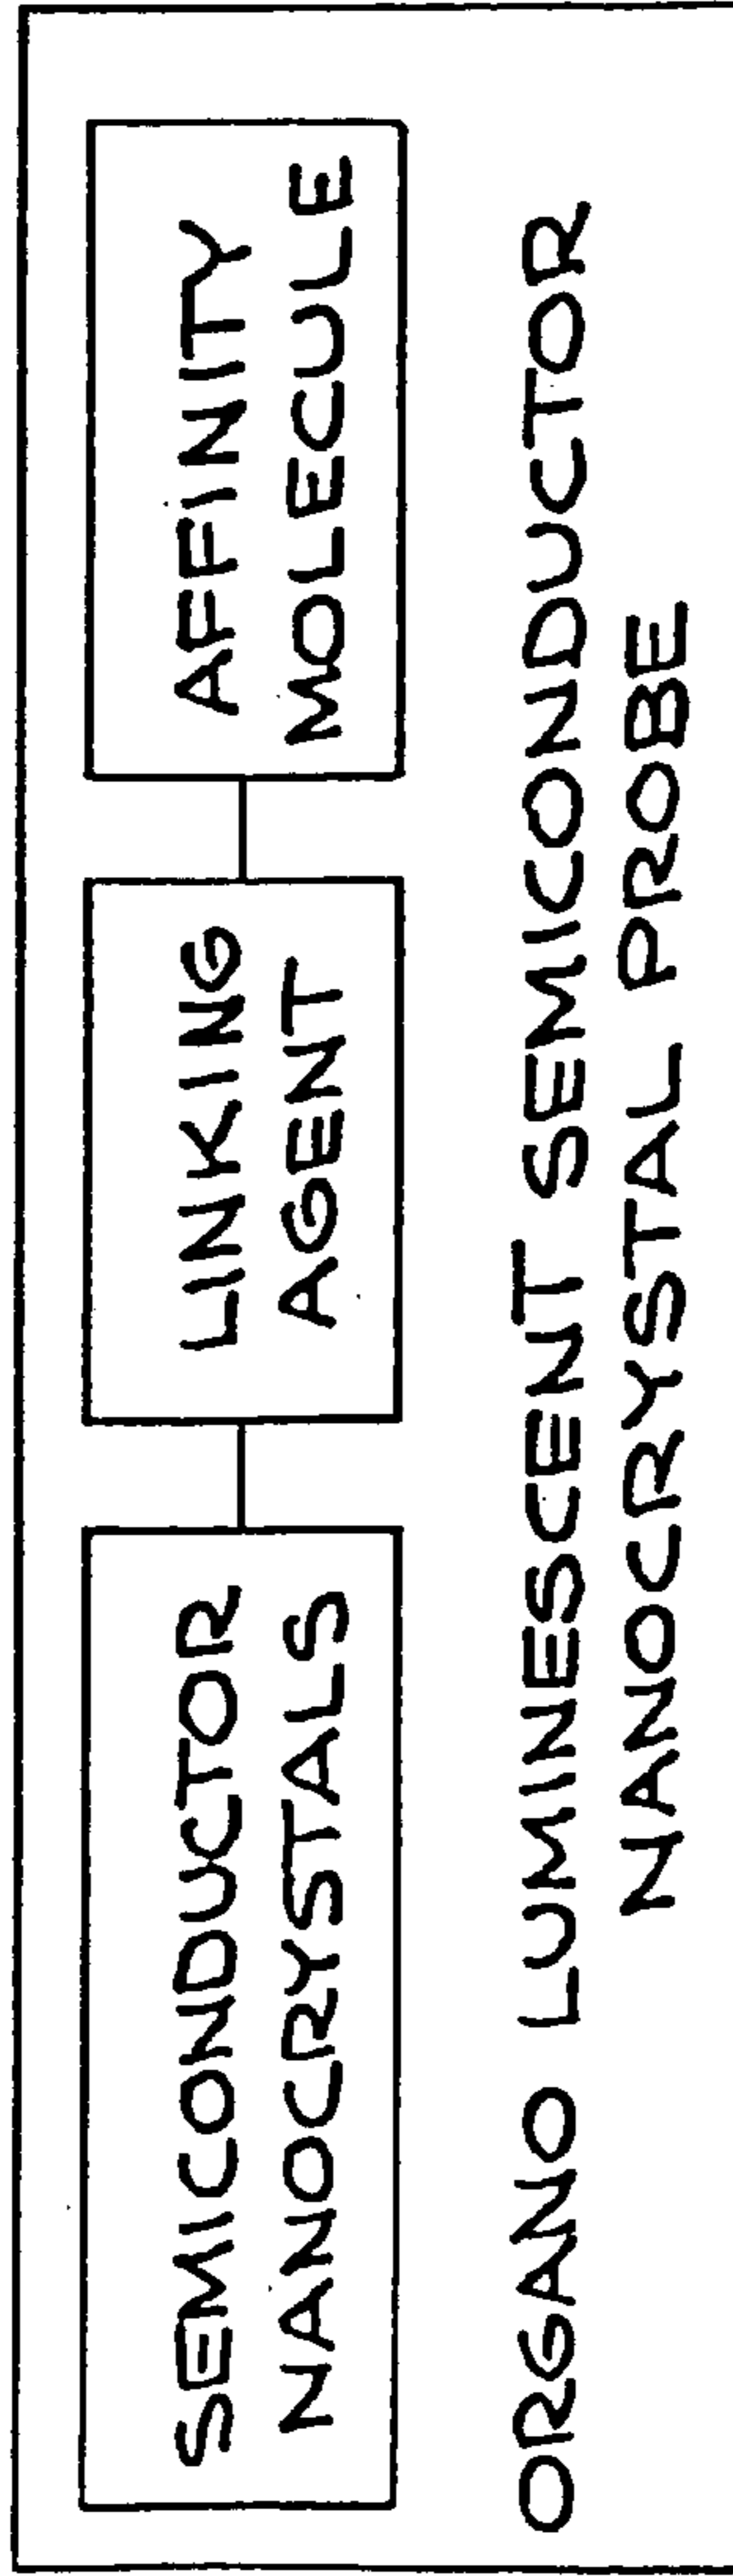 SEMICONDUCTOR
NANOCRYSTALS
LINKING
AGENT
AFFINITY
MOLECULE
ORGANO LUMINESCENT SEMICONDUCTOR
NANOCRYSTAL PROBE